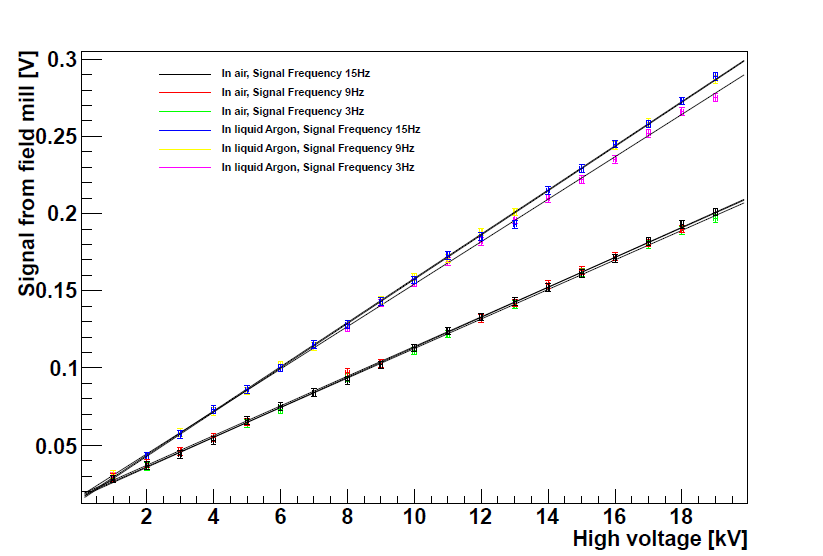 Signal from field mill [V]
0.3
0.25
0.2
0.15
0.1
0.05
In air, Signal Frequency 15Hz
In air, Signal Frequency 9Hz
In air, Signal Frequency 3Hz
In liquid Argon, Signal Frequency 15Hz
In liquid Argon, Signal Frequency 9Hz
In liquid Argon, Signal Frequency 3Hz
2 4 6 8 10 12 14 16 18
High voltage [kV]